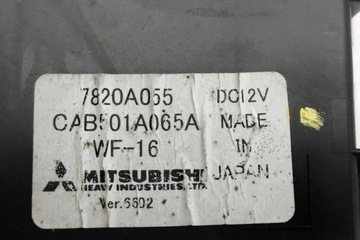 7820A055 DC12V
CAB501A065A MADE
WF-16 IN
MITSUBISHI JAPAN
HEAVY INDUSTRIES, LTD.
Ver.6602